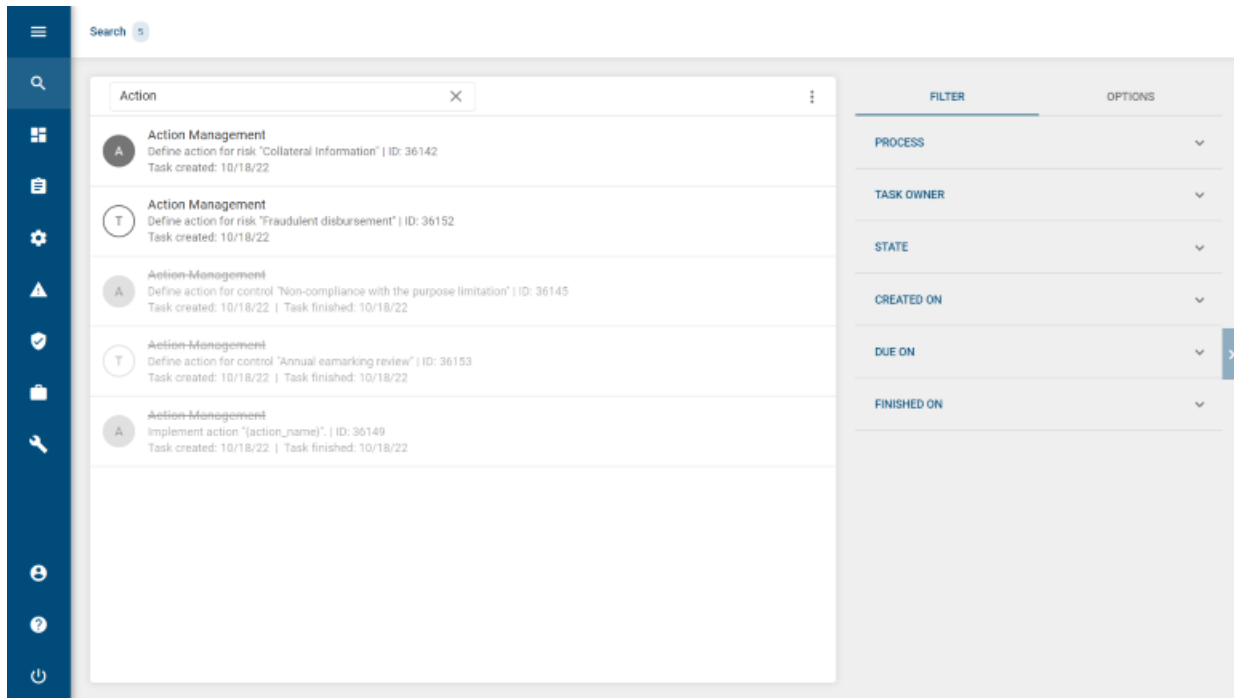 Search 5
Action
FILTER
OPTIONS
A
Action Management
Define action for risk "Collateral Information" | ID: 36142
Task created: 10/18/22
T
Action Management
Define action for risk "Fraudulent disbursement" | ID: 36152
Task created: 10/18/22
A
Action Management
Define action for control "Non-compliance with the purpose limitation" | ID: 36145
Task created: 10/18/22 | Task finished: 10/18/22
T
Action Management
Define action for control "Annual eamarking review" | ID: 36153
Task created: 10/18/22 | Task finished: 10/18/22
A
Action Management
Implement action "{action_name}". | ID: 36149
Task created: 10/18/22 | Task finished: 10/18/22
PROCESS
TASK OWNER
STATE
CREATED ON
DUE ON
FINISHED ON